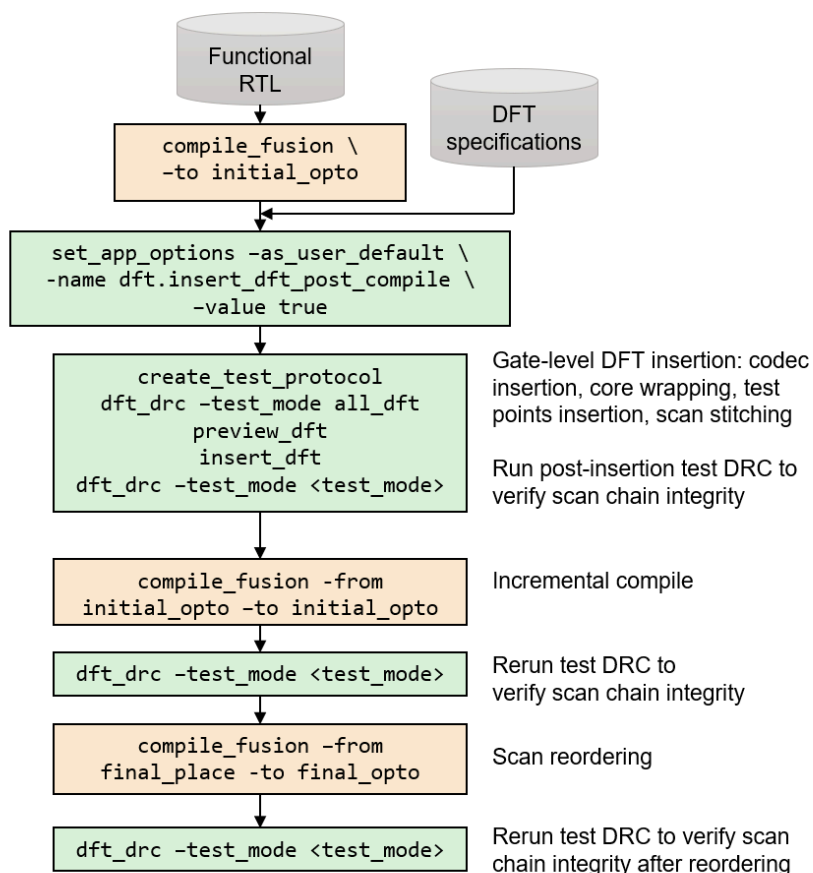 Functional
RTL
DFT
specifications
compile_fusion \
–to initial_opto
set_app_options –as_user_default \
-name dft.insert_dft_post_compile \
–value true
create_test_protocol
dft_drc –test_mode all_dft
preview_dft
insert_dft
dft_drc –test_mode <test_mode>
Gate-level DFT insertion: codec
insertion, core wrapping, test
points insertion, scan stitching
Run post-insertion test DRC to
verify scan chain integrity
compile_fusion -from
initial_opto –to initial_opto
Incremental compile
dft_drc –test_mode <test_mode>
Rerun test DRC to
verify scan chain integrity
compile_fusion –from
final_place -to final_opto
Scan reordering
dft_drc –test_mode <test_mode>
Rerun test DRC to verify scan
chain integrity after reordering